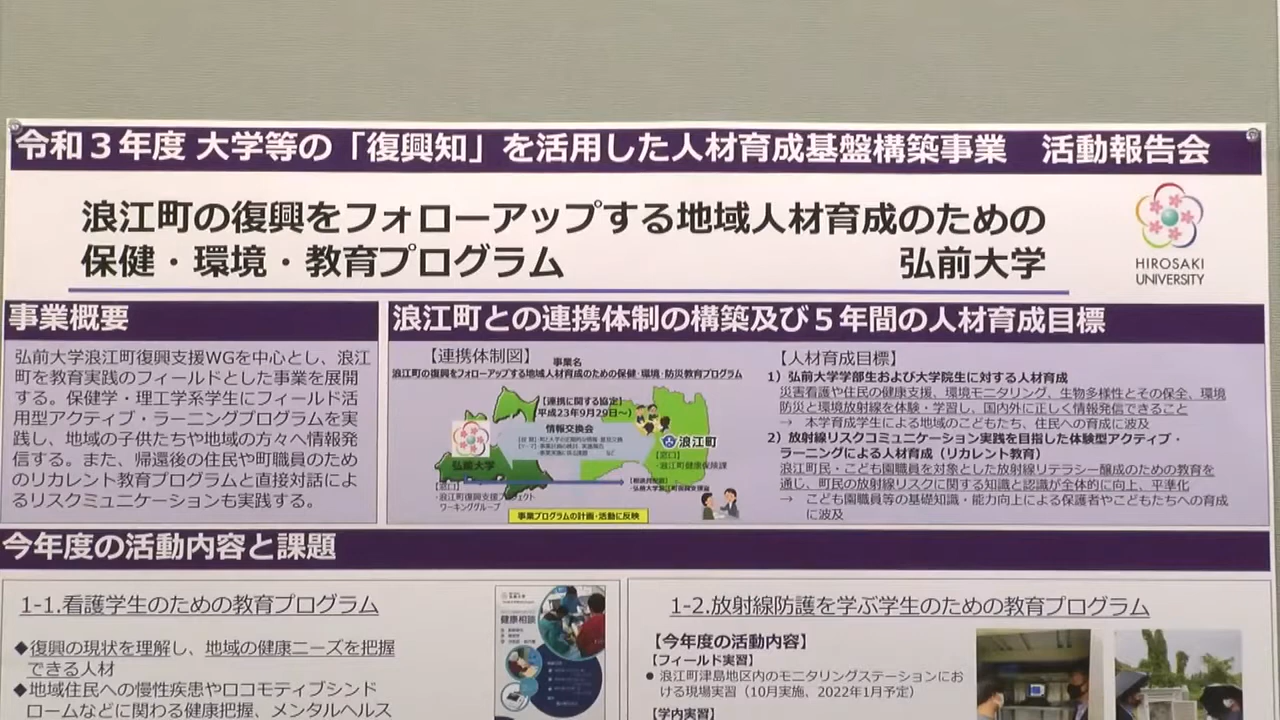 令和３年度 大学等の「復興知」を活用した人材育成基盤構築事業　活動報告会
浪江町の復興をフォローアップする地域人材育成のための
保健・環境・教育プログラム　弘前大学
HIROSAKI
UNIVERSITY
事業概要
弘前大学浪江町復興支援WGを中心とし、浪江
町を教育実践のフィールドとした事業を展開
する。保健学・理工学系学生にフィールド活
用型アクティブ・ラーニングプログラムを実
践し、地域の子供たちや地域の方々へ情報発
信する。また、帰還後の住民や町職員のため
のリカレント教育プログラムと直接対話によ
るリスクミュニケーションも実践する。
浪江町との連携体制の構築及び５年間の人材育成目標
【連携体制図】
事業名
浪江町の復興をフォローアップする地域人材育成のための保健・環境・防災教育プログラム
【連携に関する協定】
平成23年9月29日～）
情報交換会
弘前大学
浪江町
【窓口】
・浪江町健康保険課
・浪江町復興支援プロジェクト
ワーキンググループ
事業プログラムの計画・活動に反映
【人材育成目標】
1）弘前大学学部生および大学院生に対する人材育成
災害看護や住民の健康支援、環境モニタリング、生物多様性とその保全、環境
防災と環境放射線を体験・学習し、国内外に正しく情報発信できること
→　本学育成学生による地域のこどもたち、住民への育成に波及
2）放射線リスクコミュニケーション実践を目指した体験型アクティブ・
ラーニングによる人材育成（リカレント教育）
浪江町民・こども園職員を対象とした放射線リテラシー醸成のための教育を
通じ、町民の放射線リスクに関する知識と認識が全体的に向上、平準化
→　こども園職員等の基礎知識・能力向上による保護者やこどもたちへの育成
に波及
今年度の活動内容と課題
1-1.看護学生のための教育プログラム
◆復興の現状を理解し、地域の健康ニーズを把握
できる人材
◆地域住民への慢性疾患やロコモティブシンド
ロームなどに関わる健康把握、メンタルヘルス
健康相談
1-2.放射線防護を学ぶ学生のための教育プログラム
【今年度の活動内容】
【フィールド実習】
● 浪江町津島地区内のモニタリングステーションにお
ける現場実習（10月実施、2022年1月予定）
【学内実習】